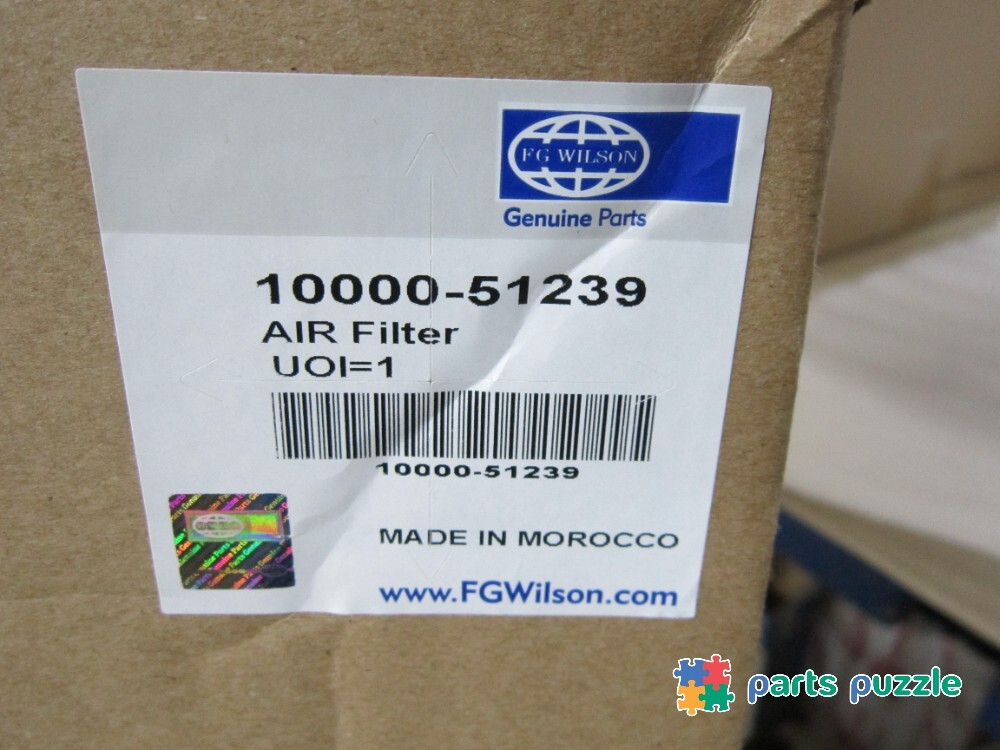 FG WILSON
Genuine Parts
10000-51239
AIR Filter
UOI=1
10000-51239
MADE IN MOROCCO
www.FGWilson.com
parts puzzle